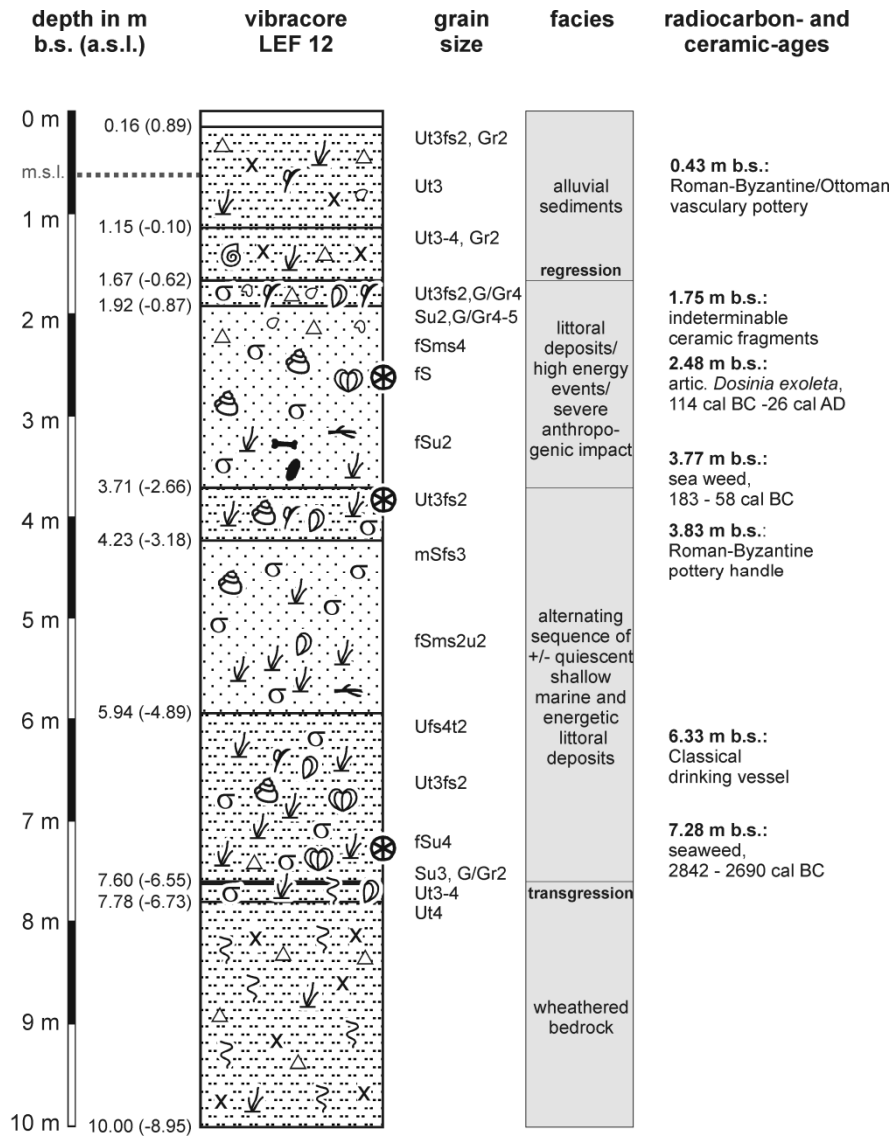 depth in m
b.s. (a.s.l.)
vibracore
LEF 12
grain
size
facies
radiocarbon- and
ceramic-ages
0 m
m.s.l.
1 m
2 m
3 m
4 m
5 m
6 m
7 m
8 m
9 m
10 m
0.16 (0.89)
1.15 (-0.10)
1.67 (-0.62)
1.92 (-0.87)
3.71 (-2.66)
4.23 (-3.18)
5.94 (-4.89)
7.60 (-6.55)
7.78 (-6.73)
10.00 (-8.95)
Ut3fs2, Gr2
Ut3
Ut3-4, Gr2
Ut3fs2,G/Gr4
Su2,G/Gr4-5
fSms4
fS
fSu2
Ut3fs2
mSfs3
fSms2u2
Ufs4t2
Ut3fs2
fSu4
Su3, G/Gr2
Ut3-4
Ut4
alluvial
sediments
regression
littoral
deposits/
high energy
events/
severe
anthropo-
genic impact
alternating
sequence of
+/- quiescent
shallow
marine and
energetic
littoral
deposits
transgression
wheathered
bedrock
0.43 m b.s.:
Roman-Byzantine/Ottoman
vasculary pottery
1.75 m b.s.:
indeterminable
ceramic fragments
2.48 m b.s.:
artic. Dosinia exoleta,
114 cal BC -26 cal AD
3.77 m b.s.:
sea weed,
183 - 58 cal BC
3.83 m b.s.:
Roman-Byzantine
pottery handle
6.33 m b.s.:
Classical
drinking vessel
7.28 m b.s.:
seaweed,
2842 - 2690 cal BC